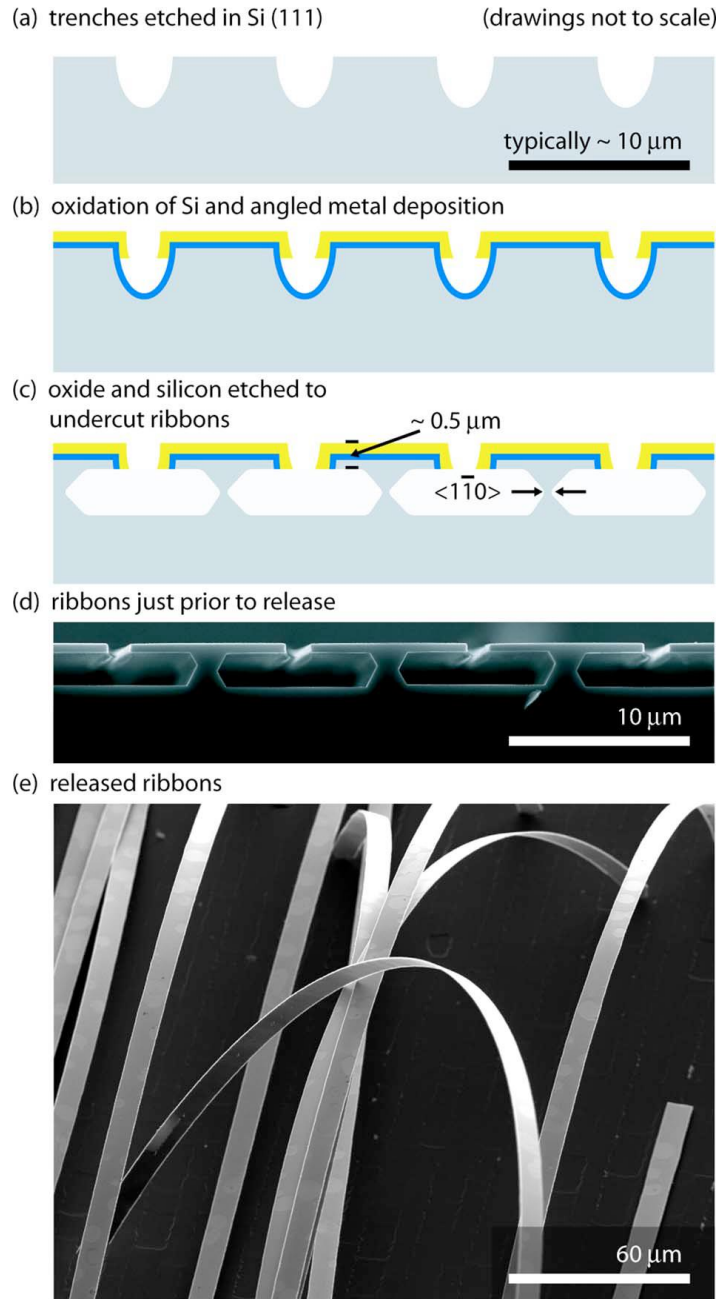 (a) trenches etched in Si (111) (drawings not to scale)
typically ~ 10 μm
(b) oxidation of Si and angled metal deposition
(c) oxide and silicon etched to
undercut ribbons
~ 0.5 μm
<11̄0>
(d) ribbons just prior to release
10 μm
(e) released ribbons
60 μm